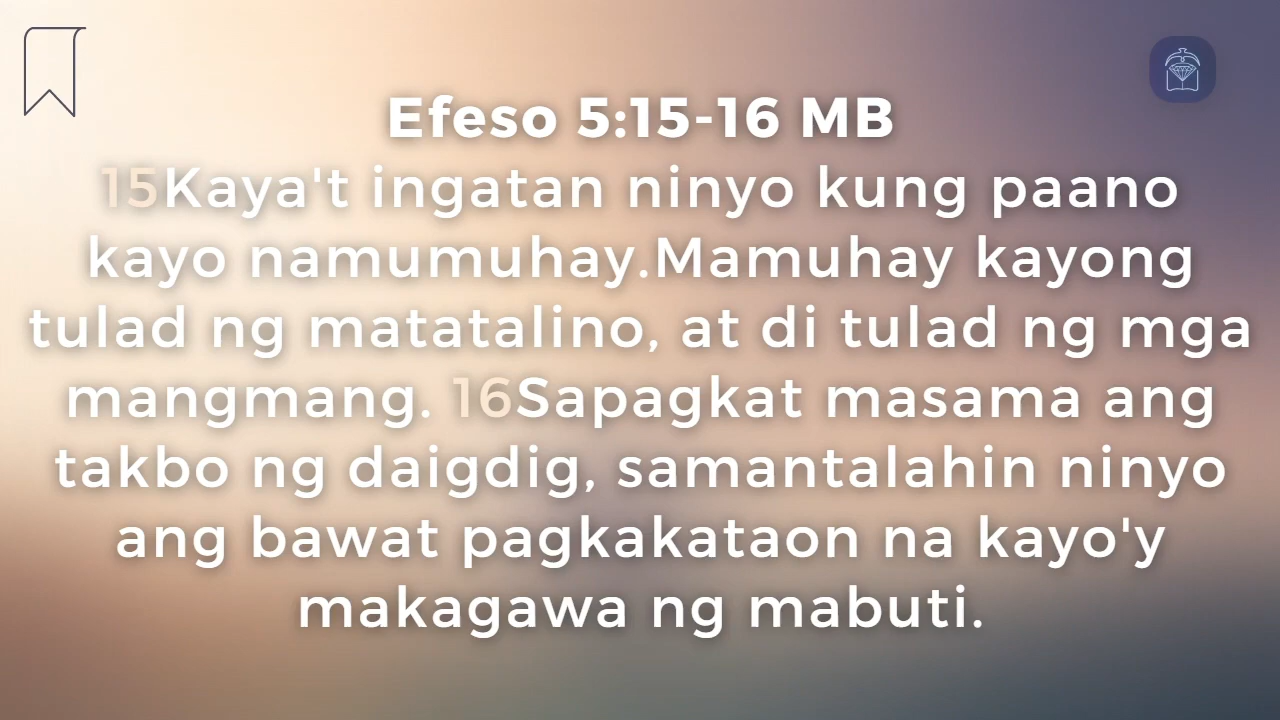 Efeso 5:15-16 MB
15Kaya't ingatan ninyo kung paano
kayo namumuhay.Mamuhay kayong
tulad ng matatalino, at di tulad ng mga
mangmang. 16Sapagkat masama ang
takbo ng daigdig, samantalahin ninyo
ang bawat pagkakataon na kayo'y
makagawa ng mabuti.